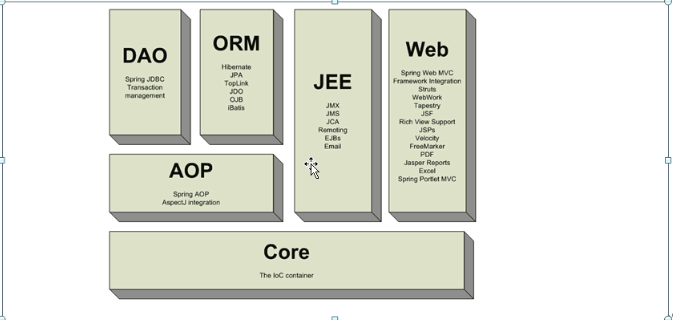 DAO
Spring JDBC
Transaction
management
ORM
Hibernate
JPA
TopLink
JDO
OJB
iBatis
JEE
JMX
JMS
JCA
Remoting
EJBs
Email
Web
Spring Web MVC
Framework Integration
Struts
WebWork
Tapestry
JSF
Rich View Support
JSPs
Velocity
FreeMarker
PDF
Jasper Reports
Excel
Spring Portlet MVC
AOP
Spring AOP
AspectJ integration
Core
The IoC container